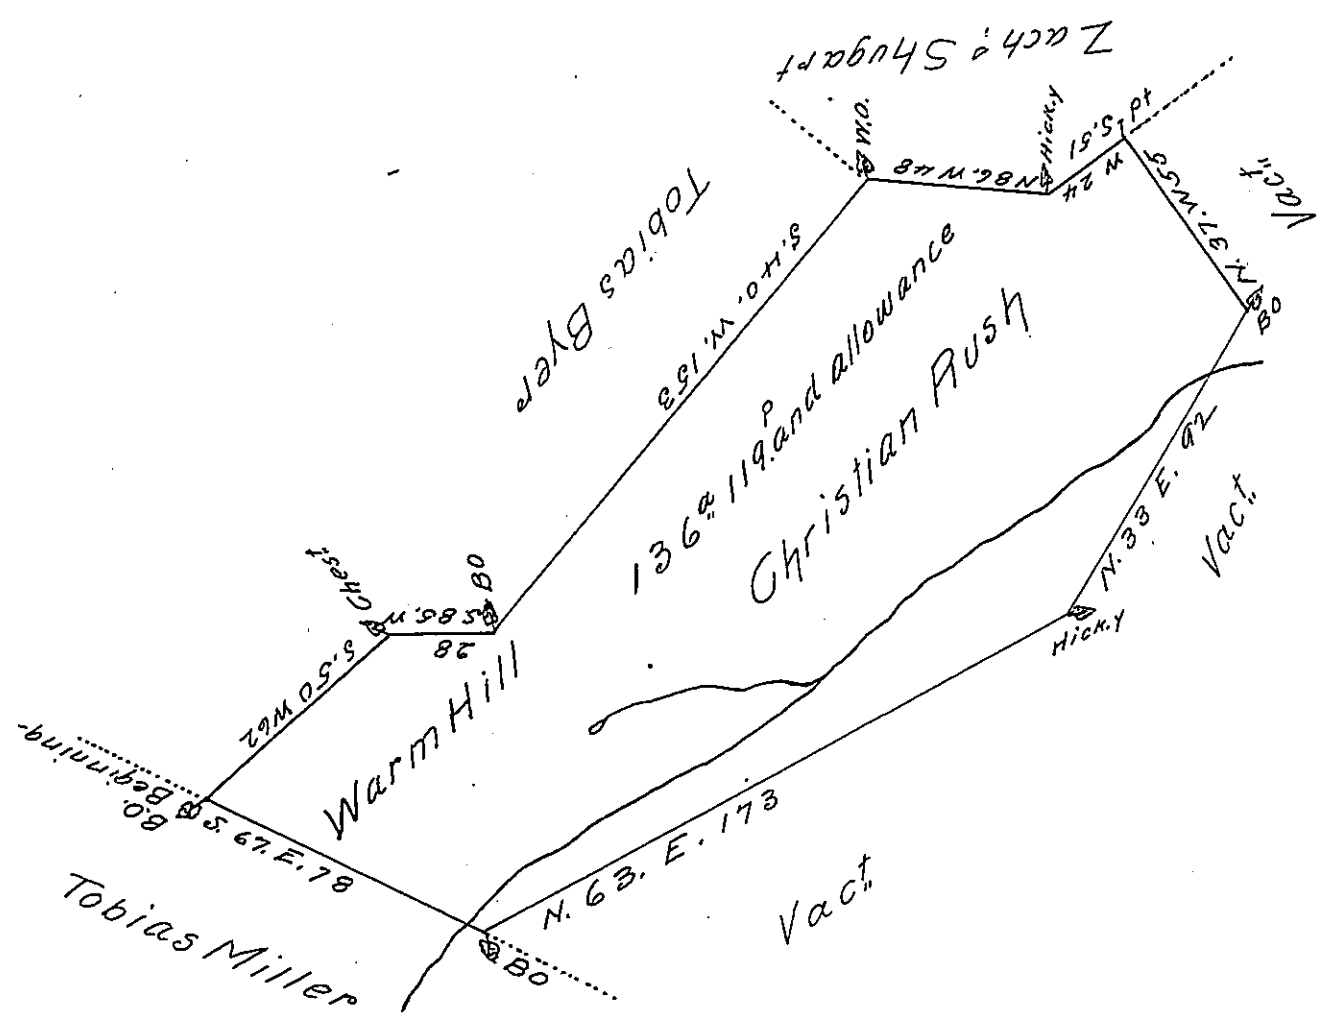 Zach: Shugart
W.O.
Hick.y
S.51
W 24
Pt
N 86. W 48
N. 37. W 55
Vac't
BO
Tobias Byer
S. 40. W. 153
136 a 119 p and allowance
Christian Rush
N. 33 E. 92
Vac't
Hick.y
Chest
BO
S 85. W
28
S. 50 W 62
Warm Hill
Beginning
B.O.
S. 67. E. 78
N. 63. E. 173
Vac't
Tobias Miller
BO